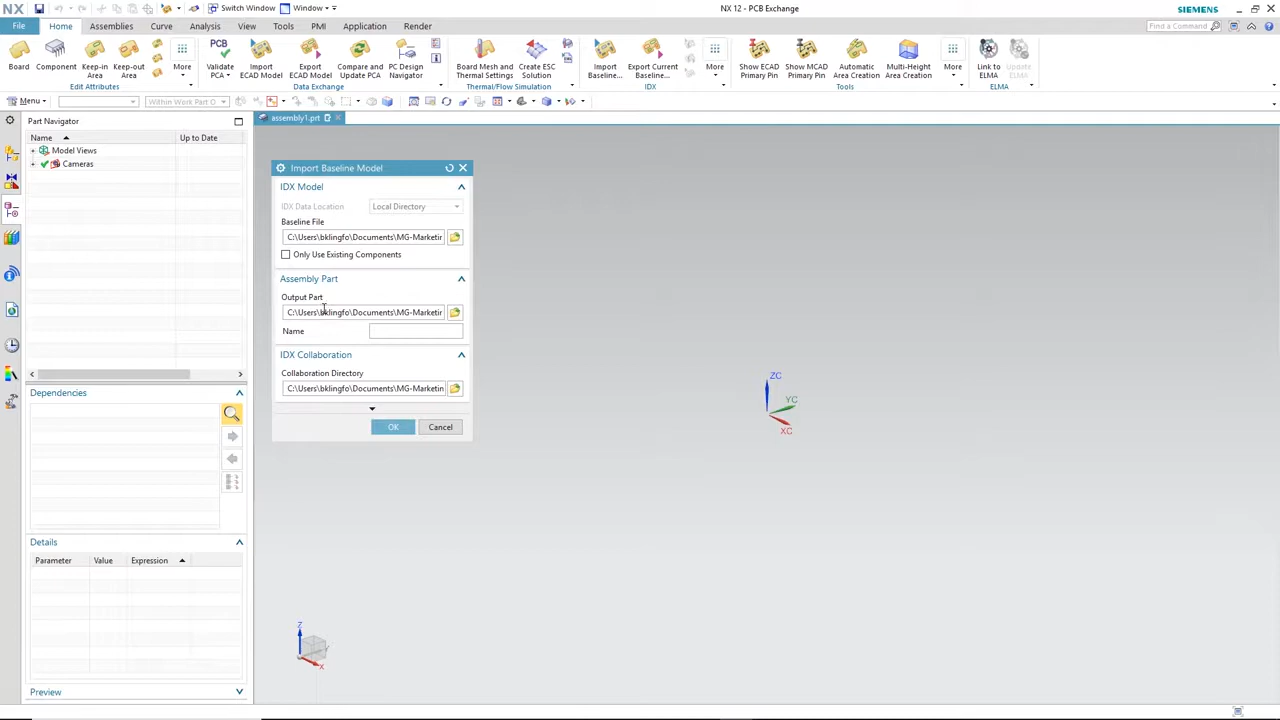 NX
Switch Window
Window
NX 12 - PCB Exchange
SIEMENS
File
Home
Assemblies
Curve
Analysis
View
Tools
PMI
Application
Render
Find a Command
Board
Component
Keep-in Area
Keep-out Area
More
Edit Attributes
PCB
Validate PCA
Import ECAD Model
Export ECAD Model
Compare and Update PCA
PC Design Navigator
Data Exchange
Board Mesh and Thermal Settings
Create ESC Solution
Thermal/Flow Simulation
Import Baseline...
Export Current Baseline...
More
IDX
Show ECAD Primary Pin
Show MCAD Primary Pin
Automatic Area Creation
Multi-Height Area Creation
More
Tools
Link to ELMA
Update ELMA
ELMA
Menu
Within Work Part O
Part Navigator
Name
Up to Date
Model Views
Cameras
Dependencies
Details
Parameter
Value
Expression
Preview
assembly1.prt
Import Baseline Model
IDX Model
IDX Data Location
Local Directory
Baseline File
C:\Users\bklingfo\Documents\MG-Marketir
Only Use Existing Components
Assembly Part
Output Part
C:\Users\bklingfo\Documents\MG-Marketir
Name
IDX Collaboration
Collaboration Directory
C:\Users\bklingfo\Documents\MG-Marketin
OK
Cancel
ZC
YC
XC
Z
X